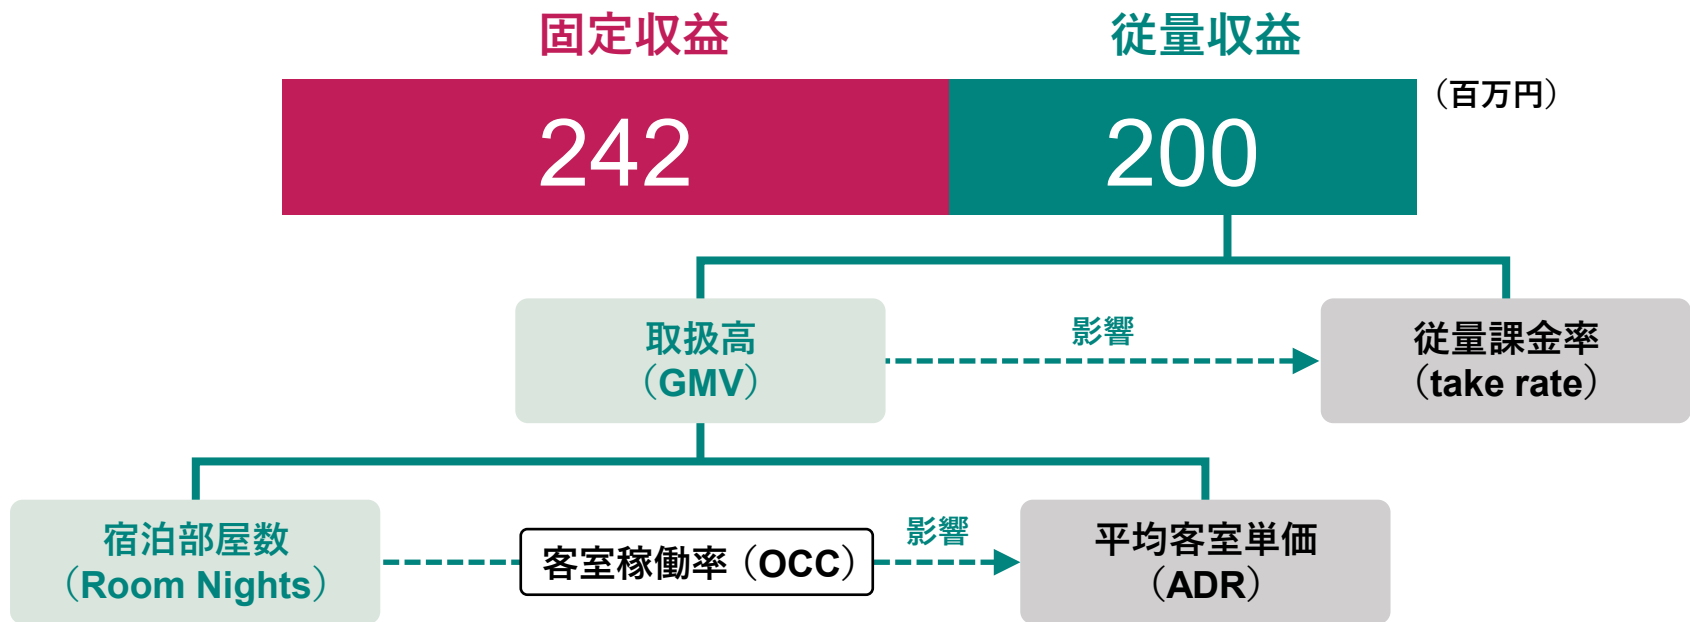 固定収益
従量収益
（百万円）
242
200
取扱高
（GMV）
影響
従量課金率
（take rate）
宿泊部屋数
（Room Nights）
客室稼働率（OCC）
影響
平均客室単価
（ADR）